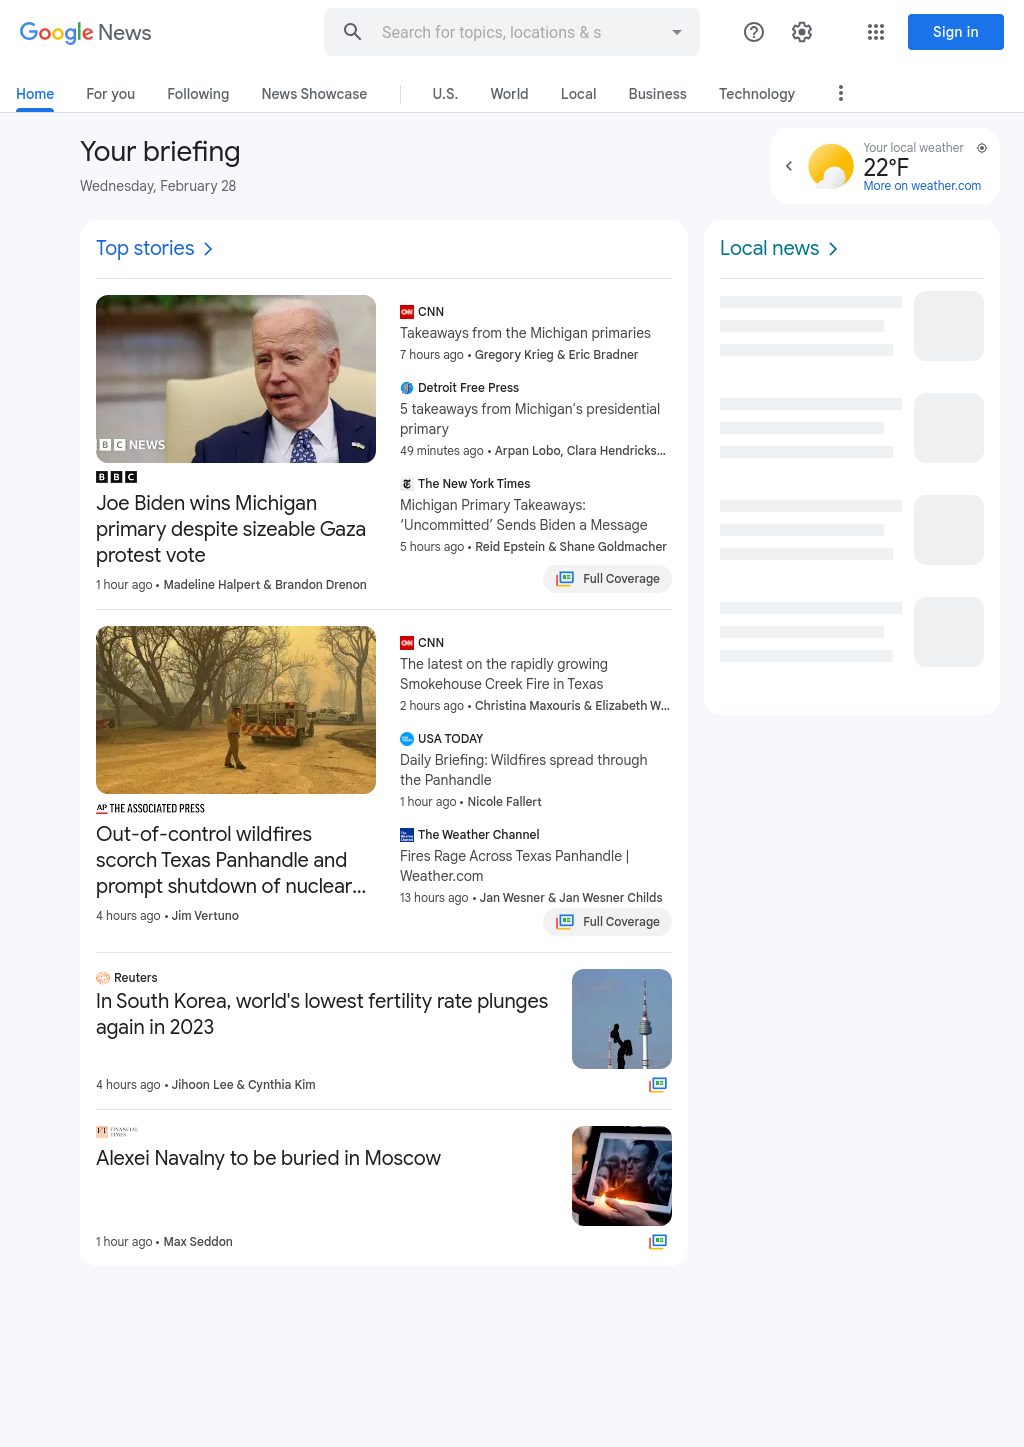 Google News
Search for topics, locations & s
Sign in
Home
For you
Following
News Showcase
U.S.
World
Local
Business
Technology
Your briefing
Wednesday, February 28
Your local weather
22°F
More on weather.com
Top stories
BBC NEWS
BBC
Joe Biden wins Michigan
primary despite sizeable Gaza
protest vote
1 hour ago • Madeline Halpert & Brandon Drenon
CNN CNN
Takeaways from the Michigan primaries
7 hours ago • Gregory Krieg & Eric Bradner
Detroit Free Press
5 takeaways from Michigan's presidential
primary
49 minutes ago • Arpan Lobo, Clara Hendricks...
The New York Times
Michigan Primary Takeaways:
‘Uncommitted’ Sends Biden a Message
5 hours ago • Reid Epstein & Shane Goldmacher
Full Coverage
AP THE ASSOCIATED PRESS
Out-of-control wildfires
scorch Texas Panhandle and
prompt shutdown of nuclear…
4 hours ago • Jim Vertuno
CNN CNN
The latest on the rapidly growing
Smokehouse Creek Fire in Texas
2 hours ago • Christina Maxouris & Elizabeth W...
USA TODAY
Daily Briefing: Wildfires spread through
the Panhandle
1 hour ago • Nicole Fallert
The Weather Channel
Fires Rage Across Texas Panhandle |
Weather.com
13 hours ago • Jan Wesner & Jan Wesner Childs
Full Coverage
Reuters
In South Korea, world's lowest fertility rate plunges
again in 2023
4 hours ago • Jihoon Lee & Cynthia Kim
FT FINANCIAL
TIMES
Alexei Navalny to be buried in Moscow
1 hour ago • Max Seddon
Local news